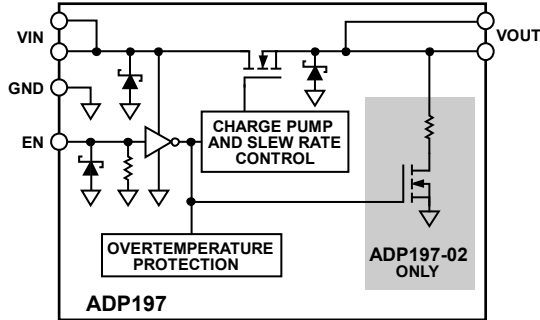 VIN
VOUT
GND
EN
CHARGE PUMP
AND SLEW RATE
CONTROL
OVERTEMPERATURE
PROTECTION
ADP197-02
ONLY
ADP197